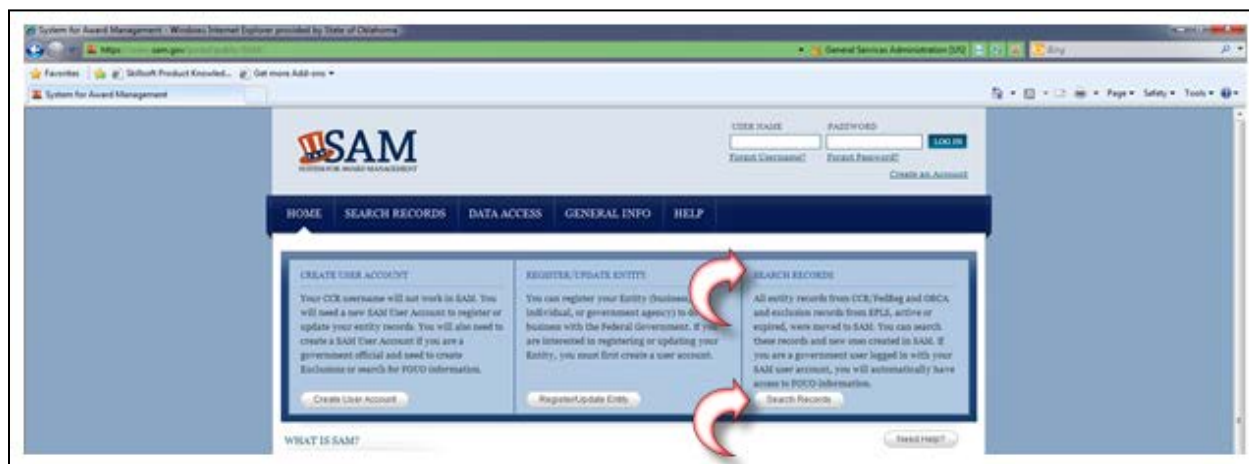 System for Award Management - Windows Internet Explorer provided by State of Oklahoma
sam.gov
General Services Administration [US]
Bing
Favorites Skillsoft Product Knowled... Get more Add-ons
System for Award Management
Page Safety Tools
USER NAME PASSWORD
SAM
SYSTEM FOR AWARD MANAGEMENT
LOG IN
Forgot Username? Forgot Password?
Create an Account
HOME SEARCH RECORDS DATA ACCESS GENERAL INFO HELP
CREATE USER ACCOUNT
Your CCR username will not work in SAM. You
will need a new SAM User Account to register or
update your entity records. You will also need to
create a SAM User Account if you are a
government official and need to create
Exclusions or search for FOUO information.
Create User Account
REGISTER/UPDATE ENTITY
You can register your Entity (business,
individual, or government agency) to do
business with the Federal Government. If you
are interested in registering or updating your
Entity, you must first create a user account.
Register/Update Entity
SEARCH RECORDS
All entity records from CCR/FedReg and ORCA
and exclusion records from EPLS, active or
expired, were moved to SAM. You can search
these records and new ones created in SAM. If
you are a government user logged in with your
SAM user account, you will automatically have
access to FOUO information.
Search Records
WHAT IS SAM?
Need Help?